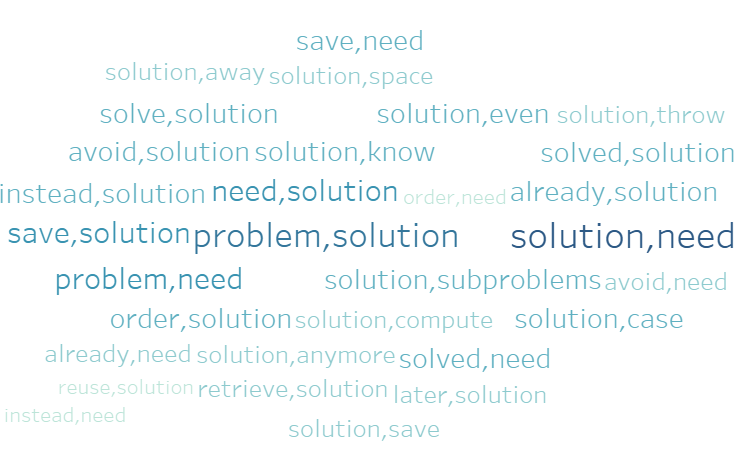 save,need
solution,away solution,space
solve,solution solution,even solution,throw
avoid,solution solution,know solved,solution
instead,solution need,solution order,need already,solution
save,solution problem,solution solution,need
problem,need solution,subproblems avoid,need
order,solution solution,compute solution,case
already,need solution,anymore solved,need
reuse,solution retrieve,solution later,solution
instead,need
solution,save